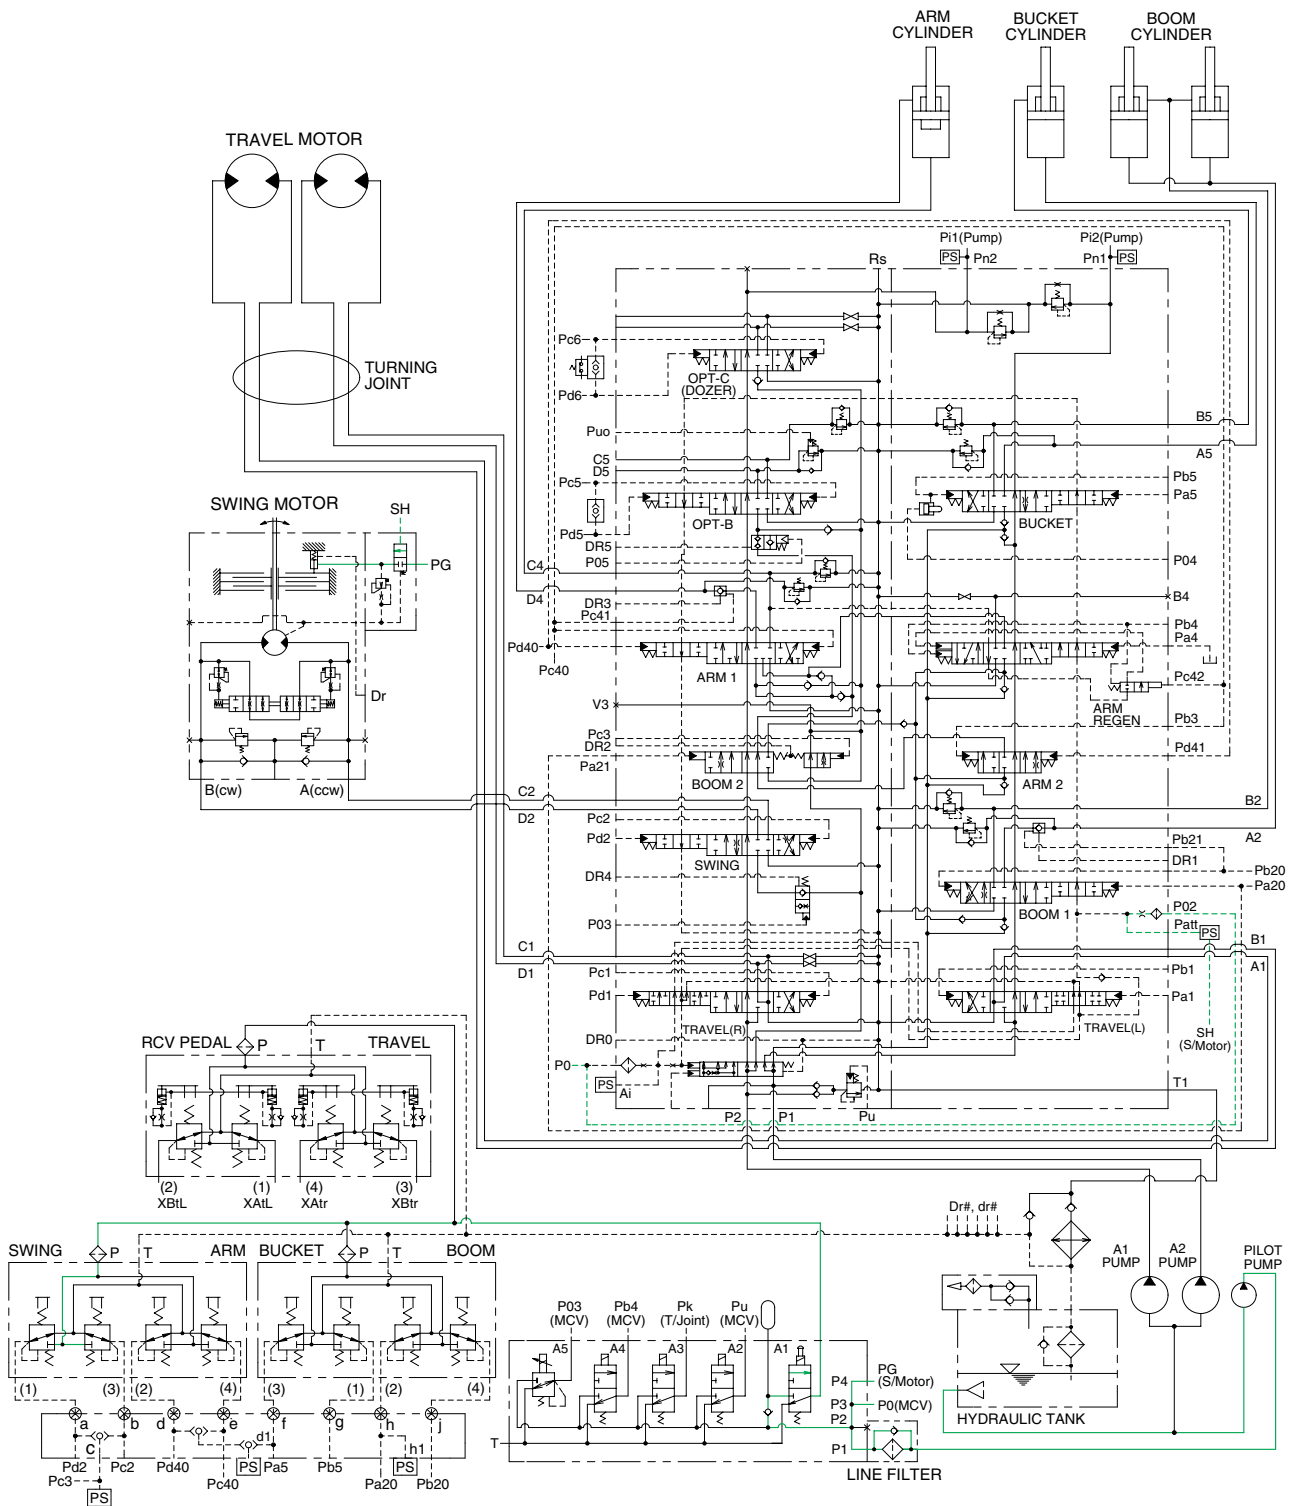 ARM
CYLINDER
BUCKET
CYLINDER
BOOM
CYLINDER
TRAVEL MOTOR
TURNING
JOINT
Pi1(Pump)
Pi2(Pump)
PS
Pn2
Rs
Pn1
PS
Pc6
OPT-C
(DOZER)
Pd6
Puo
C5
D5
Pc5
OPT-B
Pd5
DR5
P05
C4
D4
DR3
Pc41
Pd40
Pc40
ARM 1
V3
Pc3
DR2
Pa21
BOOM 2
C2
D2
Pc2
Pd2
SWING
DR4
P03
C1
D1
Pc1
Pd1
TRAVEL(R)
DR0
P0
PS
Ai
P2
P1
Pu
B5
A5
Pb5
Pa5
BUCKET
P04
B4
Pb4
Pa4
Pc42
ARM
REGEN
Pb3
Pd41
ARM 2
B2
A2
Pb21
DR1
Pb20
Pa20
BOOM 1
P02
Patt
PS
B1
A1
Pb1
Pa1
TRAVEL(L)
SH
(S/Motor)
T1
SWING MOTOR
SH
PG
Dr
B(cw)
A(ccw)
RCV PEDAL
P
T
TRAVEL
(2)
XBtL
(1)
XAtL
(4)
XAtr
(3)
XBtr
SWING
P
T
ARM
BUCKET
P
T
BOOM
(1)
(3)
(2)
(4)
(3)
(1)
(2)
(4)
a
b
d
e
f
g
h
j
c
d1
h1
Pd2
Pc2
Pd40
PS
Pa5
Pb5
PS
Pc3
Pc40
Pa20
Pb20
PS
P03
(MCV)
Pb4
(MCV)
Pk
(T/Joint)
Pu
(MCV)
A5
A4
A3
A2
A1
T
P4
PG
(S/Motor)
P3
P0(MCV)
P2
P1
LINE FILTER
Dr#, dr#
A1
PUMP
A2
PUMP
PILOT
PUMP
HYDRAULIC TANK